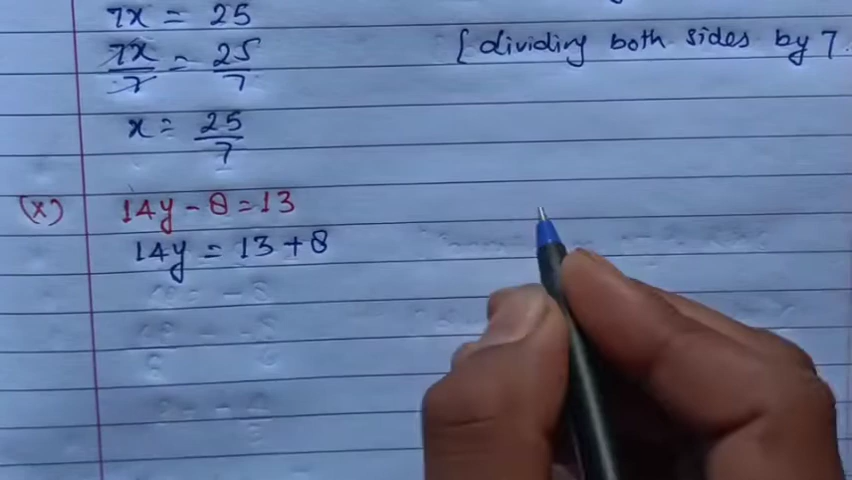 7x = 25
7x/7 = 25/7 [dividing both sides by 7.
x = 25/7
(x) 14y - 8 = 13
14y = 13 + 8